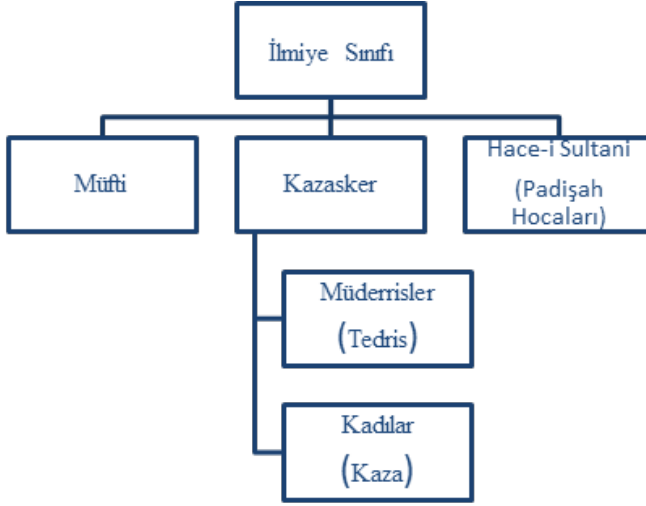 İlmiye Sınıfı
Müfti
Kazasker
Hace-i Sultani
(Padişah
Hocaları)
Müderrisler
(Tedris)
Kadılar
(Kaza)